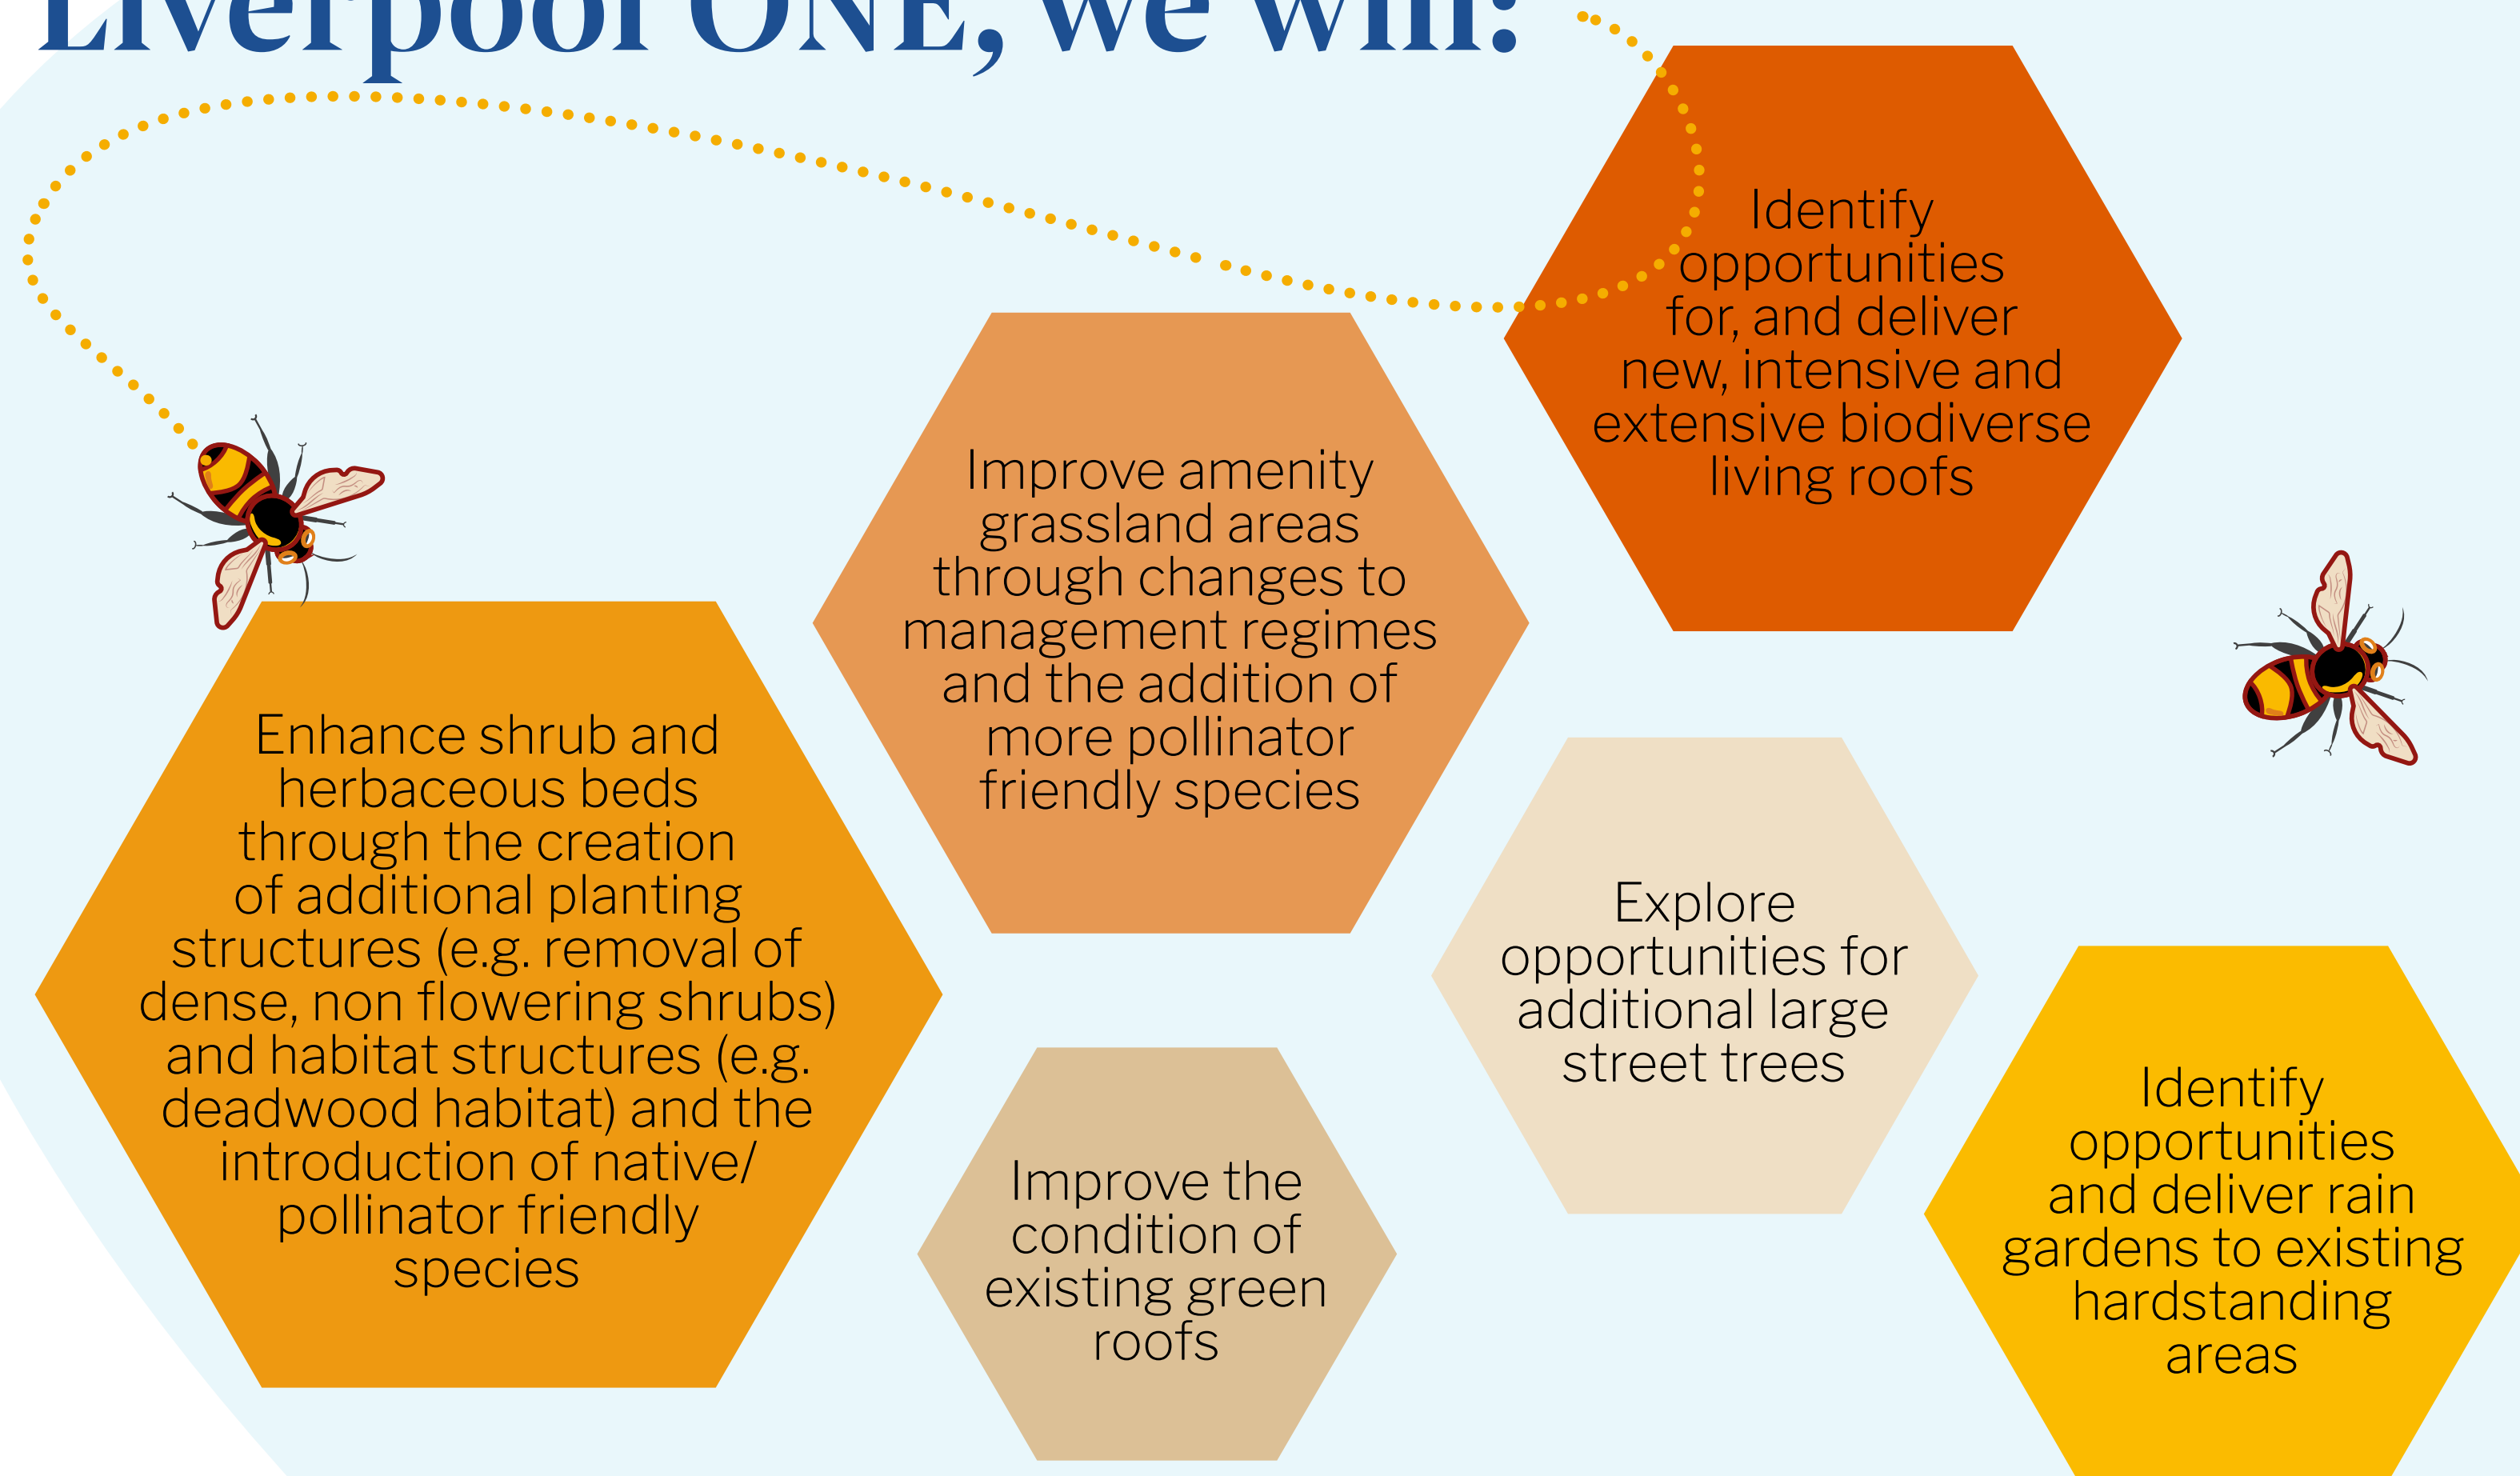 Liverpool ONE, we will:
Identify
opportunities
for, and deliver
new, intensive and
extensive biodiverse
living roofs
Improve amenity
grassland areas
through changes to
management regimes
and the addition of
more pollinator
friendly species
Enhance shrub and
herbaceous beds
through the creation
of additional planting
structures (e.g. removal of
dense, non flowering shrubs)
and habitat structures (e.g.
deadwood habitat) and the
introduction of native/
pollinator friendly
species
Explore
opportunities for
additional large
street trees
Improve the
condition of
existing green
roofs
Identify
opportunities
and deliver rain
gardens to existing
hardstanding
areas